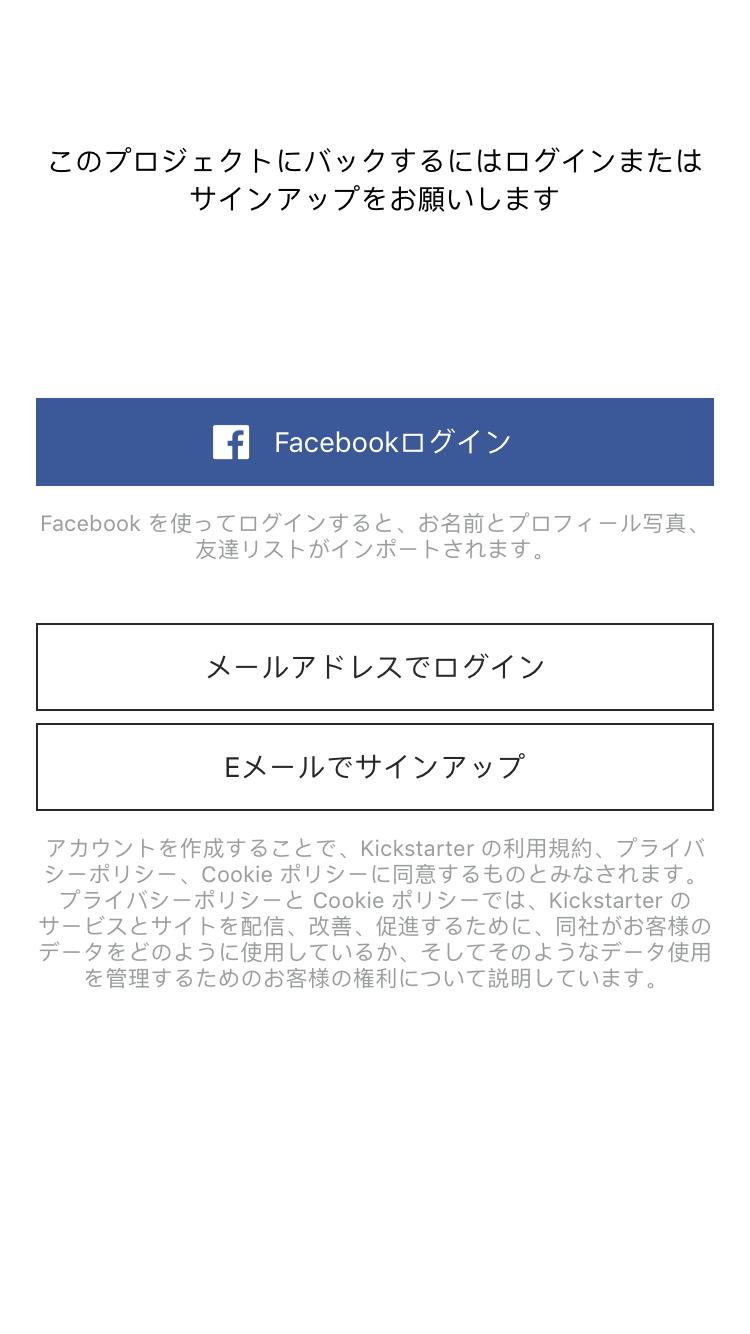 このプロジェクトにバックするにはログインまたは
サインアップをお願いします
Facebookログイン
Facebook を使ってログインすると、お名前とプロフィール写真、
友達リストがインポートされます。
メールアドレスでログイン
Eメールでサインアップ
アカウントを作成することで、Kickstarter の利用規約、プライバ
シーポリシー、Cookie ポリシーに同意するものとみなされます。
プライバシーポリシーと Cookie ポリシーでは、Kickstarter の
サービスとサイトを配信、改善、促進するために、同社がお客様の
データをどのように使用しているか、そしてそのようなデータ使用
を管理するためのお客様の権利について説明しています。